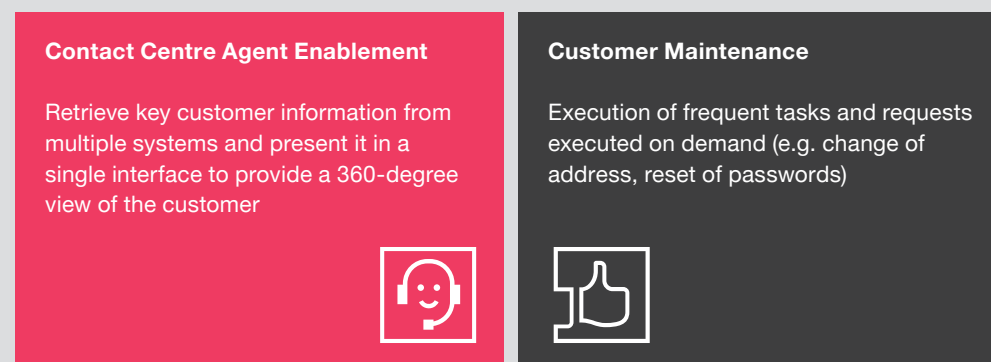 Contact Centre Agent Enablement
Retrieve key customer information from
multiple systems and present it in a
single interface to provide a 360-degree
view of the customer
Customer Maintenance
Execution of frequent tasks and requests
executed on demand (e.g. change of
address, reset of passwords)